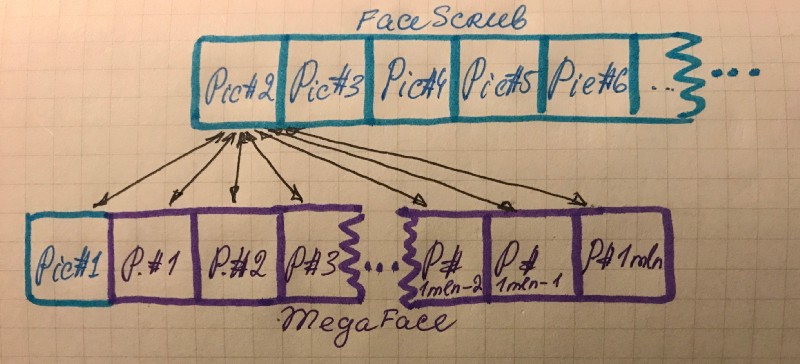 FaceScrub
Pic#2 Pic#3 Pic#4 Pic#5 Pic#6 ... ...
Pic#1 P.#1 P.#2 P#3 ... P# 1mln-2 P# 1mln-1 P#1mln
MegaFace